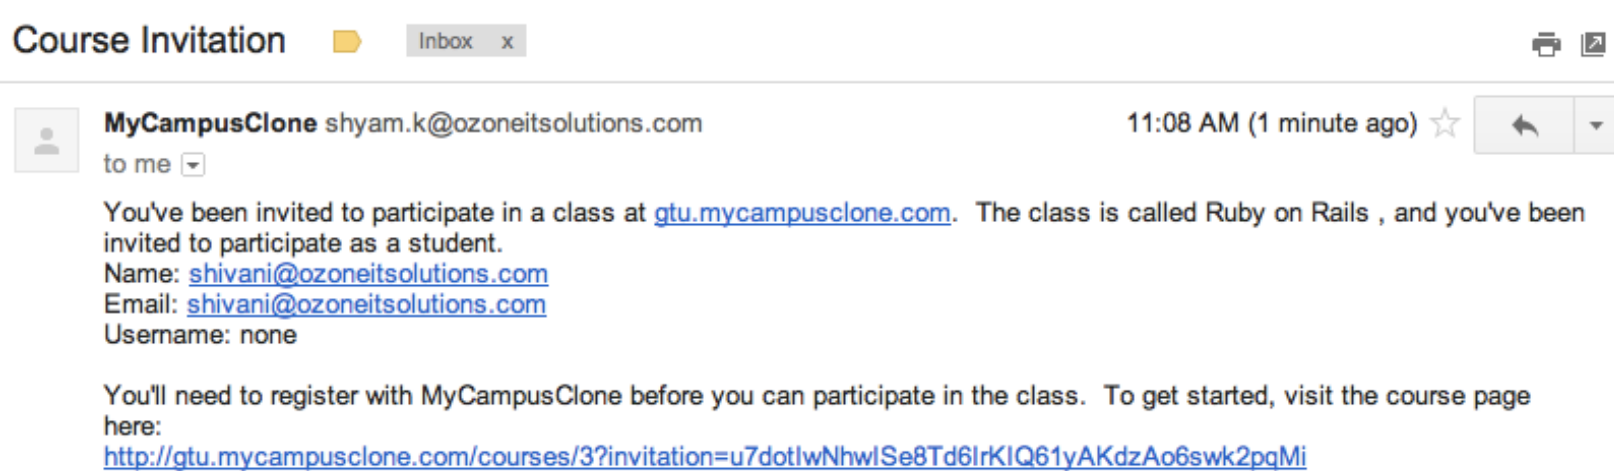 Course Invitation Inbox x
MyCampusClone shyam.k@ozoneitsolutions.com 11:08 AM (1 minute ago)
to me
You've been invited to participate in a class at gtu.mycampusclone.com.  The class is called Ruby on Rails , and you've been
invited to participate as a student.
Name: shivani@ozoneitsolutions.com
Email: shivani@ozoneitsolutions.com
Username: none
You'll need to register with MyCampusClone before you can participate in the class.  To get started, visit the course page
here:
http://gtu.mycampusclone.com/courses/3?invitation=u7dotIwNhwISe8Td6IrKIQ61yAKdzAo6swk2pqMi